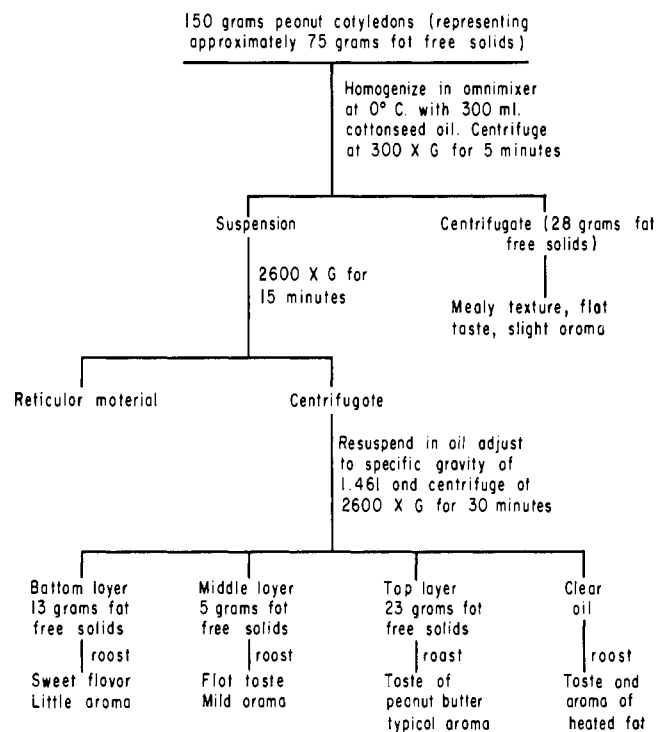 150 grams peanut cotyledons (representing
approximately 75 grams fat free solids)
Homogenize in omnimixer
at 0° C. with 300 ml.
cottonseed oil. Centrifuge
at 300 X G for 5 minutes
Suspension
Centrifugate (28 grams fat
free solids)
2600 X G for
15 minutes
Mealy texture, flat
taste, slight aroma
Reticular material
Centrifugate
Resuspend in oil adjust
to specific gravity of
1.461 and centrifuge at
2600 X G for 30 minutes
Bottom layer
13 grams fat
free solids
Middle layer
5 grams fat
free solids
Top layer
23 grams fat
free solids
Clear
oil
roast
roast
roast
roast
Sweet flavor
Little aroma
Flat taste
Mild aroma
Taste of
peanut butter
typical aroma
Taste and
aroma of
heated fat